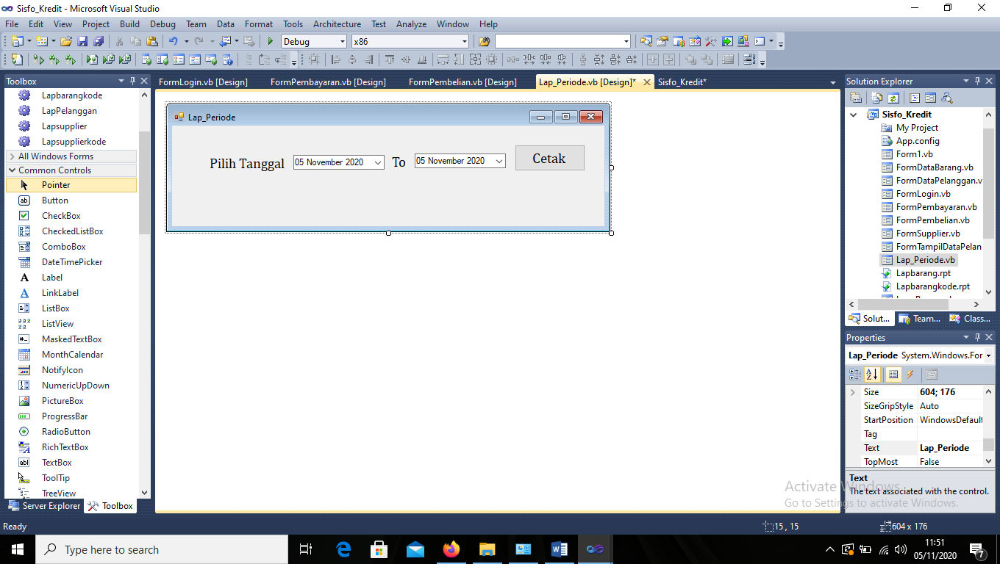 Sisfo_Kredit - Microsoft Visual Studio
File Edit View Project Build Debug Team Data Format Tools Architecture Test Analyze Window Help
Debug x86
Toolbox
Lapbarangkode
LapPelanggan
Lapsupplier
Lapsupplierkode
All Windows Forms
Common Controls
Pointer
Button
CheckBox
CheckedListBox
ComboBox
DateTimePicker
Label
LinkLabel
ListBox
ListView
MaskedTextBox
MonthCalendar
NotifyIcon
NumericUpDown
PictureBox
ProgressBar
RadioButton
RichTextBox
TextBox
ToolTip
TreeView
Server Explorer Toolbox
FormLogin.vb [Design] FormPembayaran.vb [Design] FormPembelian.vb [Design] Lap_Periode.vb [Design]* Sisfo_Kredit*
Lap_Periode
Pilih Tanggal 05 November 2020 To 05 November 2020 Cetak
Solution Explorer
Sisfo_Kredit
My Project
App.config
Form1.vb
FormDataBarang.vb
FormDataPelanggan.v
FormLogin.vb
FormPembayaran.vb
FormPembelian.vb
FormSupplier.vb
FormTampilDataPelan
Lap_Periode.vb
Lapbarang.rpt
Lapbarangkode.rpt
Solut... Team... Class...
Properties
Lap_Periode System.Windows.For
Size 604; 176
SizeGripStyle Auto
StartPosition WindowsDefault
Tag
Text Lap_Periode
TopMost False
Text
The text associated with the control.
Activate Windows
Go to Settings to activate Windows.
Ready 15 , 15 604 x 176
Type here to search
11:51
05/11/2020
7